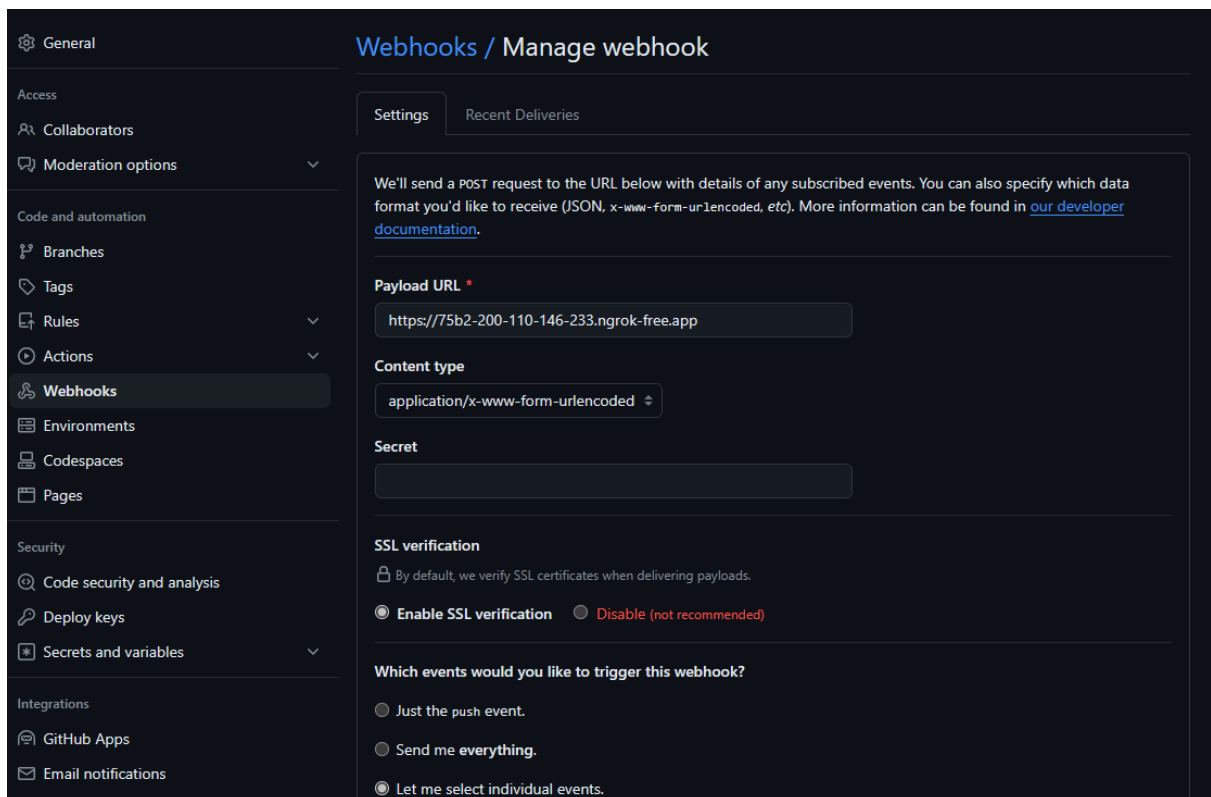 General
Access
Collaborators
Moderation options
Code and automation
Branches
Tags
Rules
Actions
Webhooks
Environments
Codespaces
Pages
Security
Code security and analysis
Deploy keys
Secrets and variables
Integrations
GitHub Apps
Email notifications
Webhooks / Manage webhook
Settings
Recent Deliveries
We'll send a POST request to the URL below with details of any subscribed events. You can also specify which data
format you'd like to receive (JSON, x-www-form-urlencoded, etc). More information can be found in our developer
documentation.
Payload URL *
https://75b2-200-110-146-233.ngrok-free.app
Content type
application/x-www-form-urlencoded
Secret
SSL verification
By default, we verify SSL certificates when delivering payloads.
Enable SSL verification
Disable (not recommended)
Which events would you like to trigger this webhook?
Just the push event.
Send me everything.
Let me select individual events.